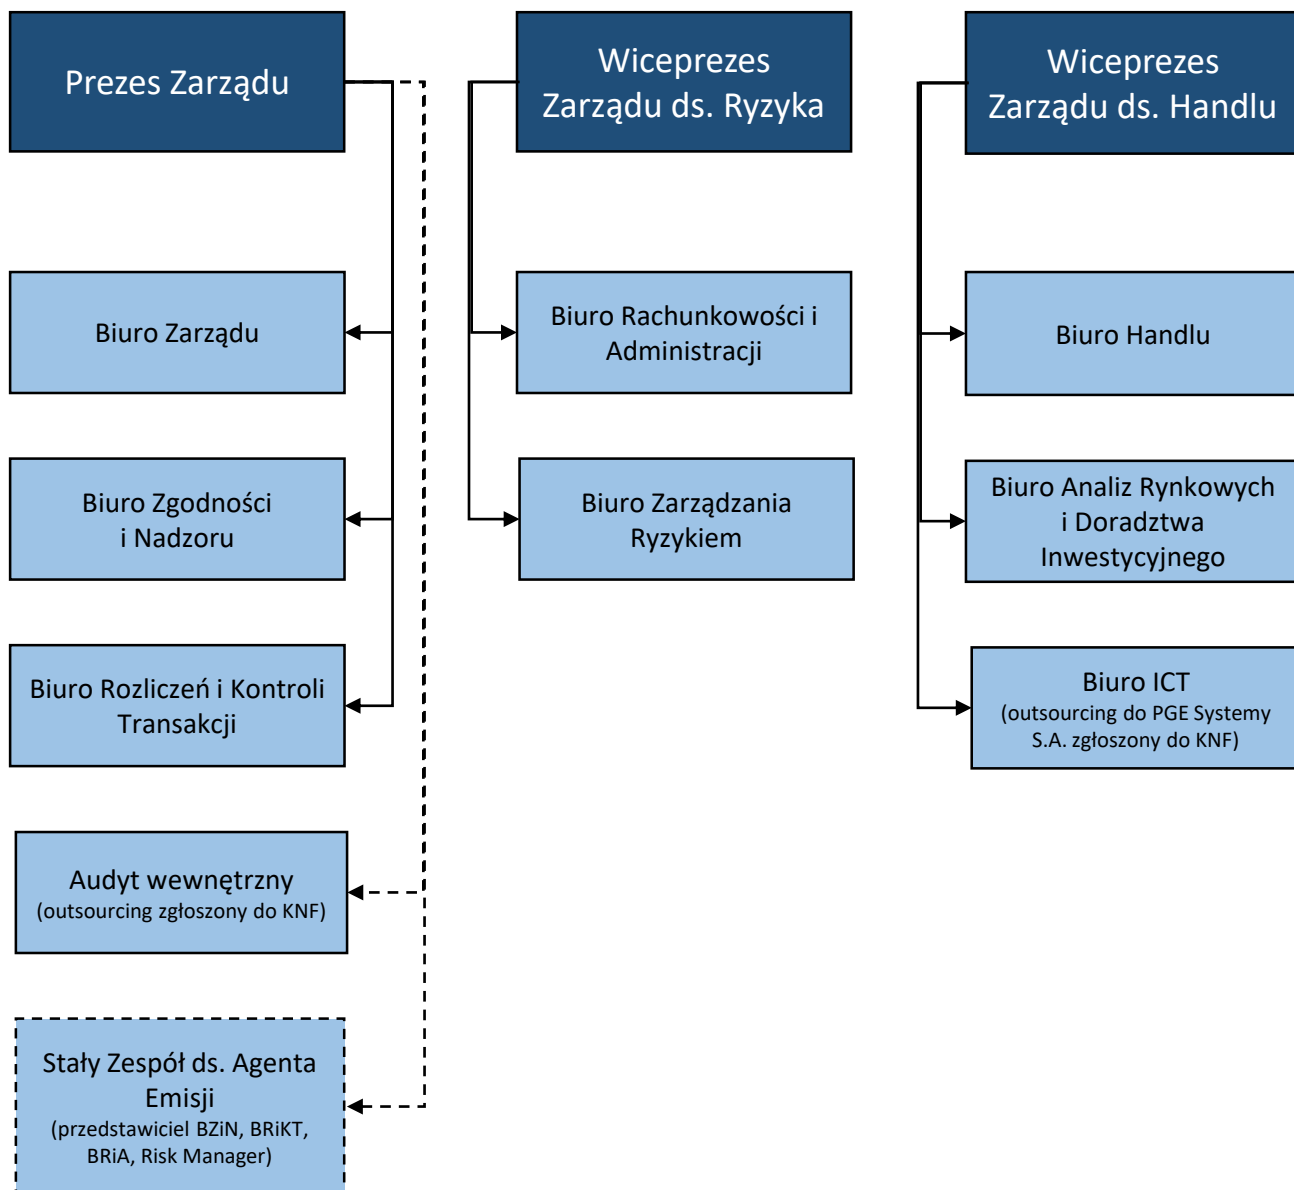 Prezes Zarządu
Wiceprezes
Zarządu ds. Ryzyka
Wiceprezes
Zarządu ds. Handlu
Biuro Zarządu
Biuro Rachunkowości i
Administracji
Biuro Handlu
Biuro Zgodności
i Nadzoru
Biuro Zarządzania
Ryzykiem
Biuro Analiz Rynkowych
i Doradztwa
Inwestycyjnego
Biuro Rozliczeń i Kontroli
Transakcji
Biuro ICT
(outsourcing do PGE Systemy
S.A. zgłoszony do KNF)
Audyt wewnętrzny
(outsourcing zgłoszony do KNF)
Stały Zespół ds. Agenta
Emisji
(przedstawiciel BZiN, BRiKT,
BRiA, Risk Manager)